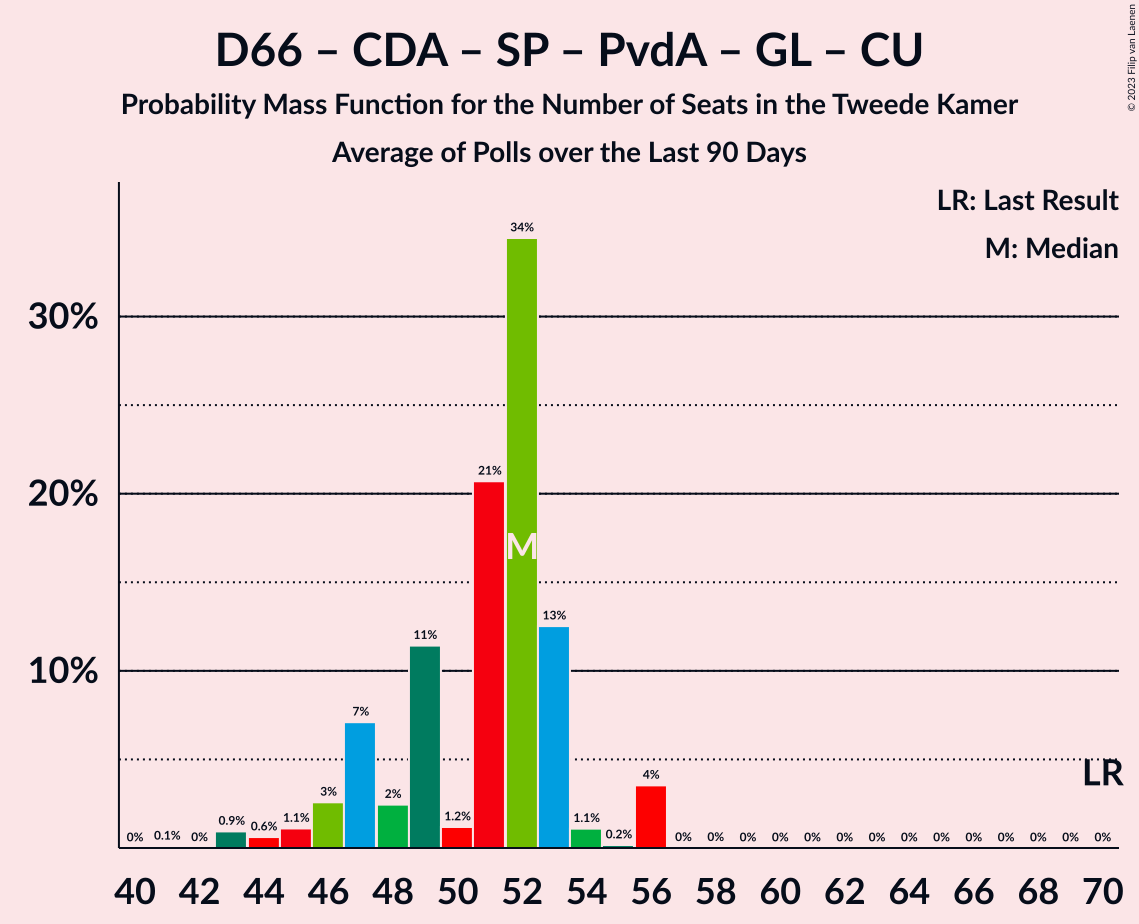 D66 – CDA – SP – PvdA – GL – CU
Probability Mass Function for the Number of Seats in the Tweede Kamer
Average of Polls over the Last 90 Days
© 2023 Filip van Laenen
LR: Last Result
M: Median
30%
20%
10%
0% 0.1% 0% 0.9% 0.6% 1.1% 3% 7% 2% 11% 1.2% 21% 34% 13% 1.1% 0.2% 4% 0% 0% 0% 0% 0% 0% 0% 0% 0% 0% 0% 0% 0% 0%
M
LR
40 42 44 46 48 50 52 54 56 58 60 62 64 66 68 70